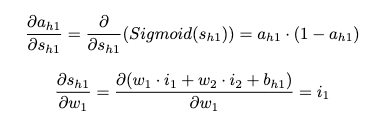 ∂a_{h1}/∂s_{h1} = ∂/∂s_{h1} (Sigmoid(s_{h1})) = a_{h1} · (1 − a_{h1})
∂s_{h1}/∂w_1 = ∂(w_1 · i_1 + w_2 · i_2 + b_{h1})/∂w_1 = i_1